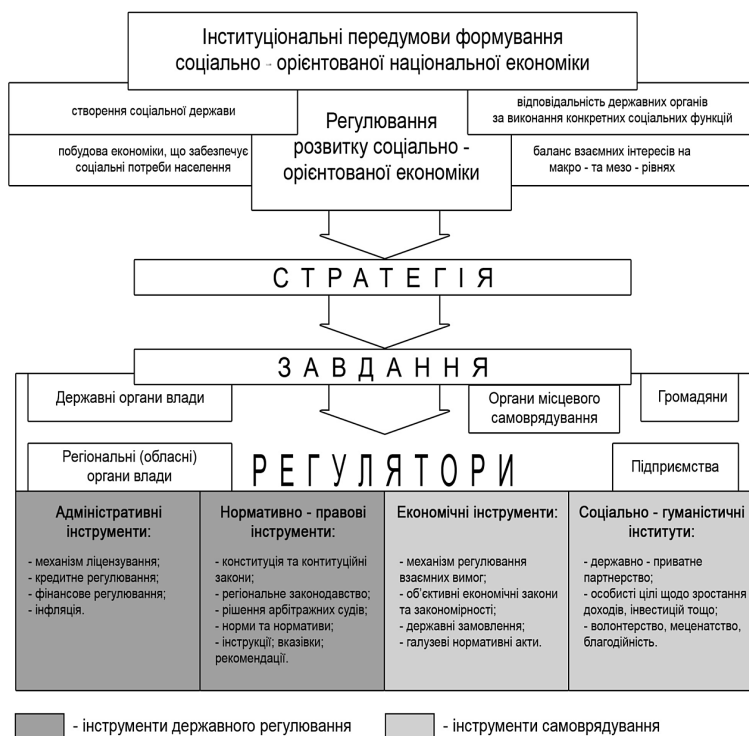 Інституціональні передумови формування
соціально - орієнтованої національної економіки
створення соціальної держави
побудова економіки, що забезпечує
соціальні потреби населення
Регулювання
розвитку соціально -
орієнтованої економіки
відповідальність державних органів
за виконання конкретних соціальних функцій
баланс взаємних інтересів на
макро - та мезо - рівнях
СТРАТЕГІЯ
ЗАВДАННЯ
Державні органи влади
Органи місцевого
самоврядування
Громадяни
Регіональні (обласні)
органи влади
РЕГУЛЯТОРИ
Підприємства
Адміністративні
інструменти:
- механізм ліцензування;
- кредитне регулювання;
- фінансове регулювання;
- інфляція.
Нормативно - правові
інструменти:
- конституція та контитуційні
закони;
- регіональне законодавство;
- рішення арбітражних судів;
- норми та нормативи;
- інструкції; вказівки;
рекомендації.
Економічні інструменти:
- механізм регулювання
взаємних вимог;
- об'єктивні економічні закони
та закономірності;
- державні замовлення;
- галузеві нормативні акти.
Соціально - гуманістичні
інститути:
- державно - приватне
партнерство;
- особисті цілі щодо зростання
доходів, інвестицій тощо;
- волонтерство, меценатство,
благодійність.
- інструменти державного регулювання
- інструменти самоврядування